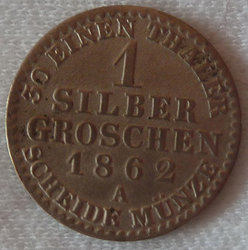 30 EINEN THALER
1
SILBER
GROSCHEN
1862
A
SCHEIDE MÜNZE